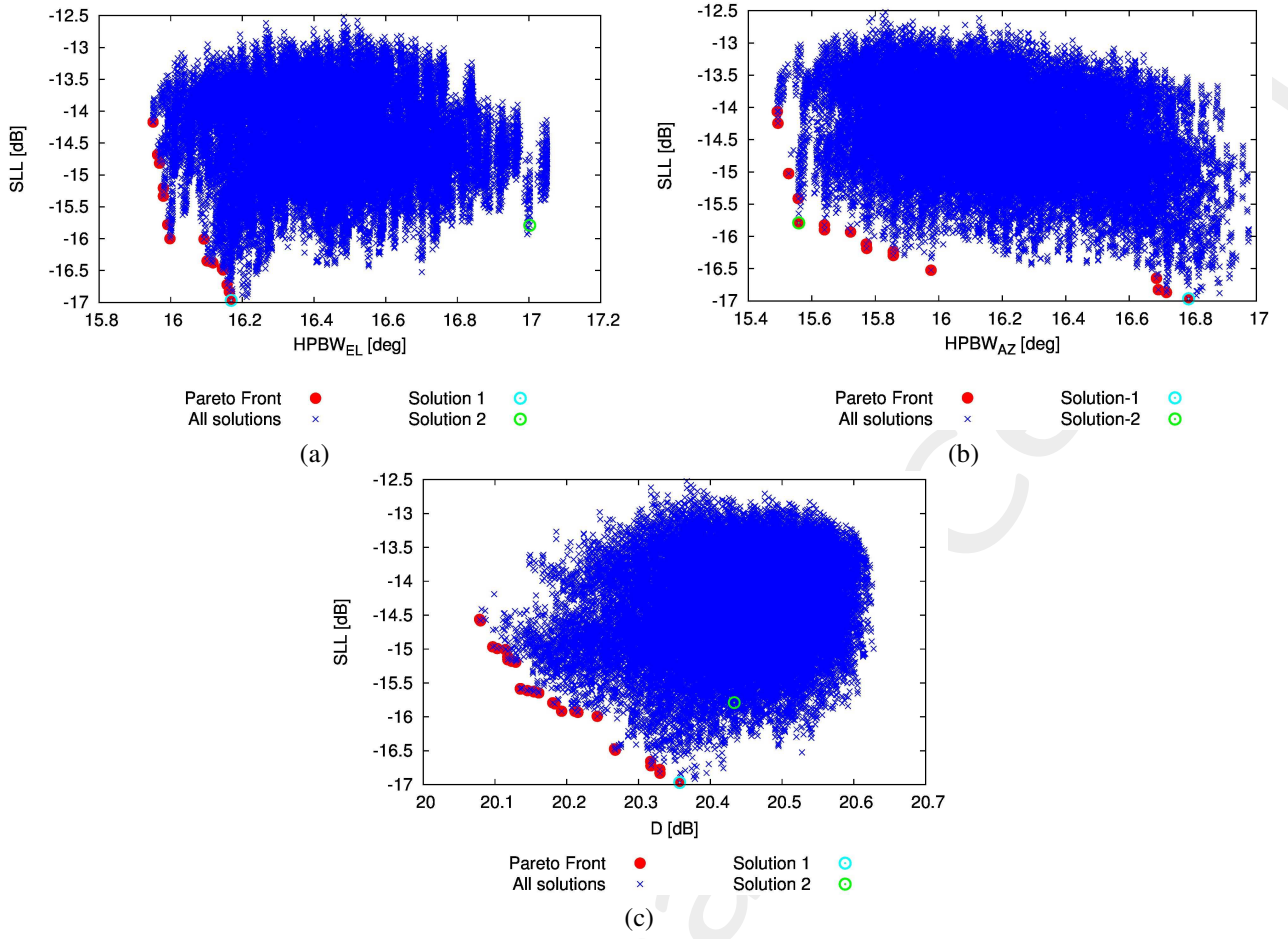 -12.5
-13
-13.5
-14
-14.5
-15
-15.5
-16
-16.5
-17
SLL [dB]
15.8 16 16.2 16.4 16.6 16.8 17 17.2
HPBW_EL [deg]
Pareto Front
All solutions
Solution 1
Solution 2
(a)
-12.5
-13
-13.5
-14
-14.5
-15
-15.5
-16
-16.5
-17
SLL [dB]
15.4 15.6 15.8 16 16.2 16.4 16.6 16.8 17
HPBW_AZ [deg]
Pareto Front
All solutions
Solution-1
Solution-2
(b)
-12.5
-13
-13.5
-14
-14.5
-15
-15.5
-16
-16.5
-17
SLL [dB]
20 20.1 20.2 20.3 20.4 20.5 20.6 20.7
D [dB]
Pareto Front
All solutions
Solution 1
Solution 2
(c)